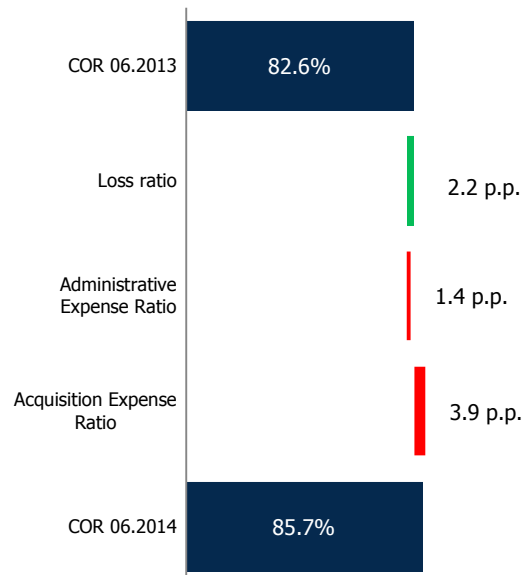 COR 06.2013
82.6%
Loss ratio
2.2 p.p.
Administrative
Expense Ratio
1.4 p.p.
Acquisition Expense
Ratio
3.9 p.p.
COR 06.2014
85.7%